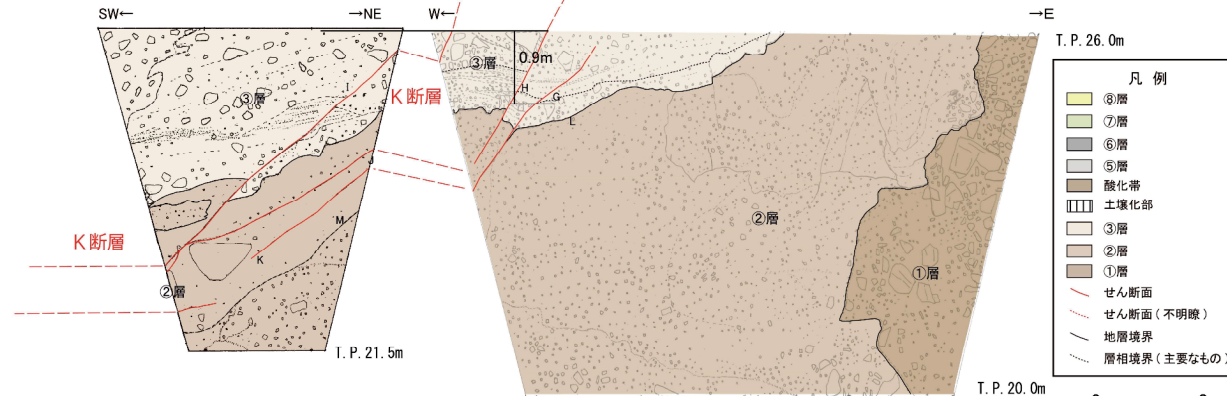 SW← →NE W← →E
T.P.26.0m
0.9m
③層
H
G
L
③層
I
K断層
J
M
K断層
K
②層
②層
①層
T.P.21.5m
T.P.20.0m
凡 例
⑧層
⑦層
⑥層
⑤層
酸化帯
土壌化部
③層
②層
①層
せん断面
せん断面(不明瞭)
地層境界
層相境界(主要なもの)